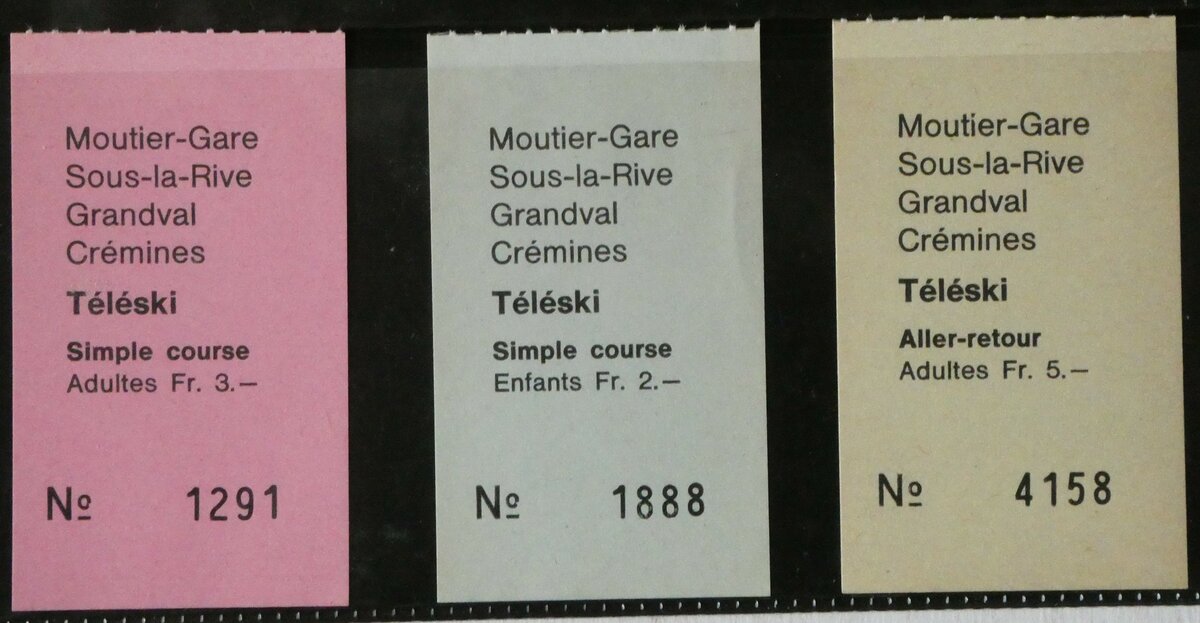 Moutier-Gare
Sous-la-Rive
Grandval
Crémines
Téléski
Simple course
Adultes Fr. 3.—
Nº 1291
Moutier-Gare
Sous-la-Rive
Grandval
Crémines
Téléski
Simple course
Enfants Fr. 2.—
Nº 1888
Moutier-Gare
Sous-la-Rive
Grandval
Crémines
Téléski
Aller-retour
Adultes Fr. 5.—
Nº 4158